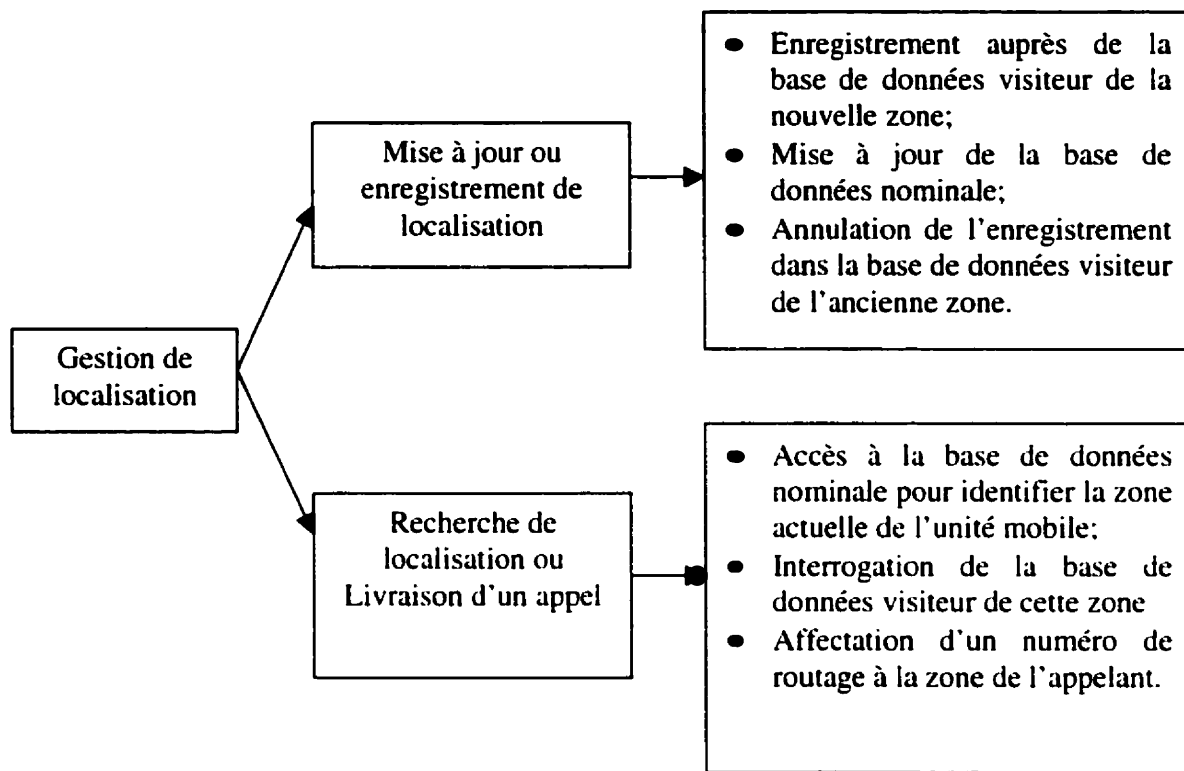 Gestion de
localisation
Mise à jour ou
enregistrement de
localisation
● Enregistrement auprès de la
base de données visiteur de la
nouvelle zone;
● Mise à jour de la base de
données nominale;
● Annulation de l'enregistrement
dans la base de données visiteur
de l'ancienne zone.
Recherche de
localisation ou
Livraison d'un appel
● Accès à la base de données
nominale pour identifier la zone
actuelle de l'unité mobile;
● Interrogation de la base de
données visiteur de cette zone
● Affectation d'un numéro de
routage à la zone de l'appelant.